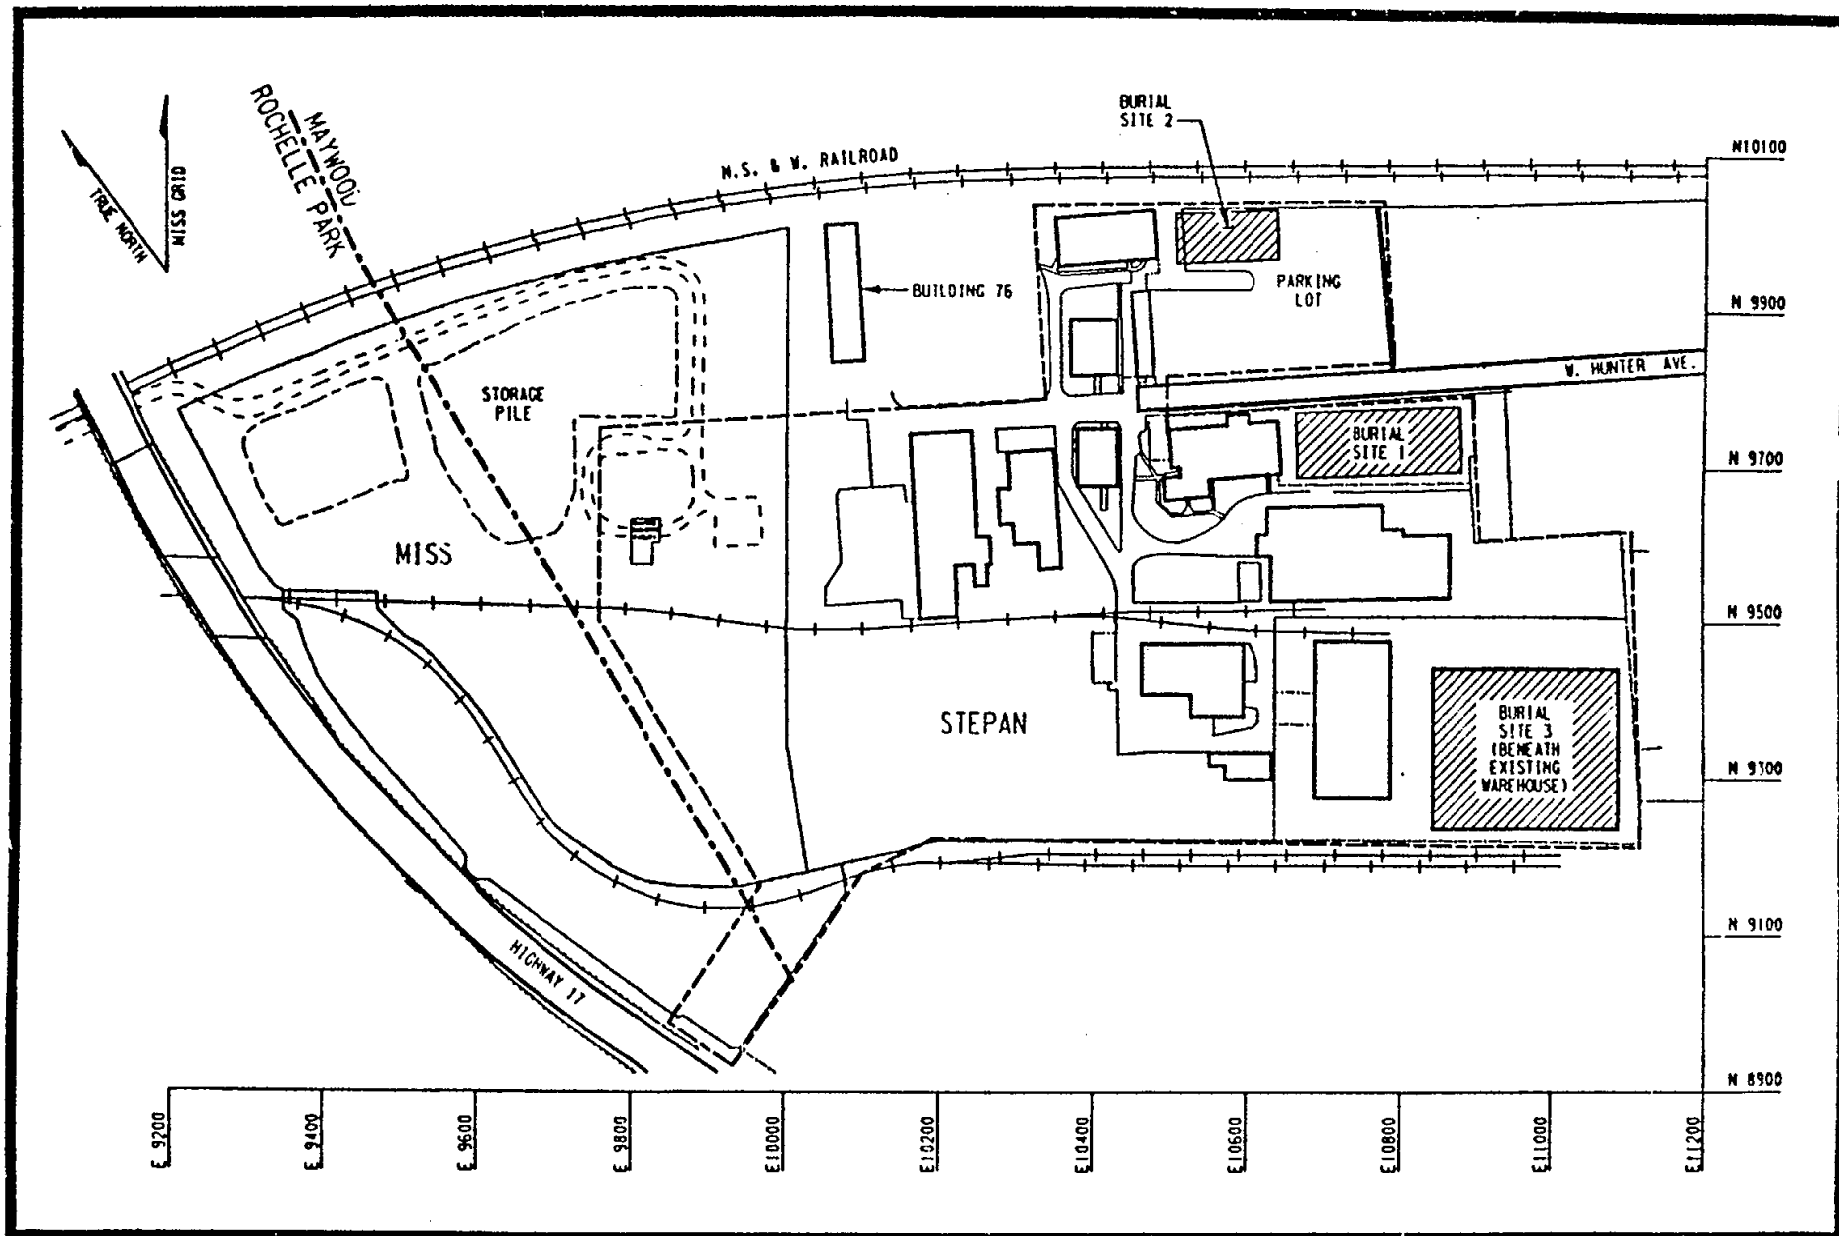 MAYWOOD
ROCHELLE PARK
TRUE NORTH
MISS GRID
N.S. & W. RAILROAD
BURIAL
SITE 2
N10100
BUILDING 76
PARKING
LOT
N 9900
W. HUNTER AVE.
STORAGE
PILE
BURIAL
SITE 1
N 9700
MISS
N 9500
STEPAN
BURIAL
SITE 3
(BENEATH
EXISTING
WAREHOUSE)
N 9300
N 9100
HIGHWAY 17
N 8900
E 9200
E 9400
E 9600
E 9800
E10000
E10200
E10400
E10600
E10800
E11000
E11200